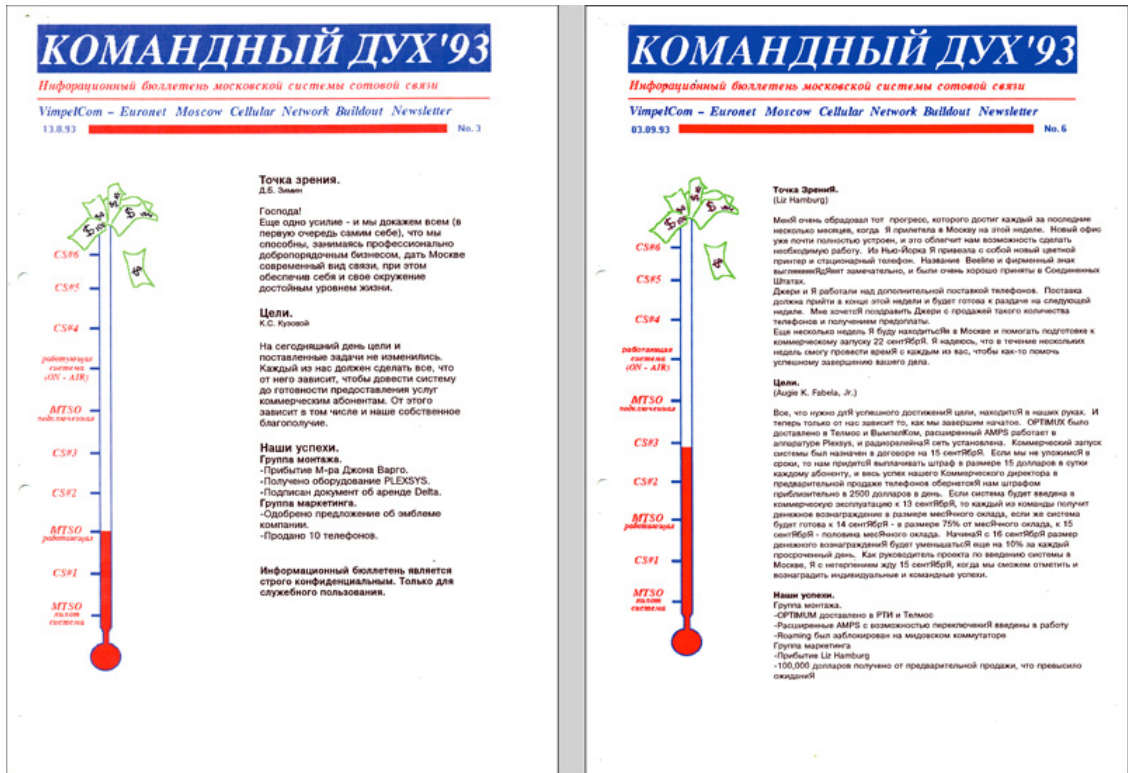 КОМАНДНЫЙ ДУХ'93
Инфорационный бюллетень московской системы сотовой связи
VimpelCom – Euronet Moscow Cellular Network Buildout Newsletter
13.8.93
No. 3
Точка зрения.
Д.Б. Зимин
Господа!
Еще одно усилие - и мы докажем всем (в
первую очередь самим себе), что мы
способны, занимаясь профессионально
добропорядочным бизнесом, дать Москве
современный вид связи, при этом
обеспечив себя и свое окружение
достойным уровнем жизни.
Цели.
К.С. Кузовой
На сегодняшний день цели и
поставленные задачи не изменились.
Каждый из нас должен сделать все, что
от него зависит, чтобы довести систему
до готовности предоставления услуг
коммерческим абонентам. От этого
зависит в том числе и наше собственное
благополучие.
Наши успехи.
Группа монтажа.
-Прибытие М-ра Джона Варго.
-Получено оборудование PLEXSYS.
-Подписан документ об аренде Delta.
Группа маркетинга.
-Одобрено предложение об эмблеме
компании.
-Продано 10 телефонов.
Информационный бюллетень является
строго конфиденциальным. Только для
служебного пользования.
CS#6
CS#5
CS#4
работующая
система
(ON - AIR)
MTSO
подключенная
CS#3
CS#2
MTSO
работающая
CS#1
MTSO
пилот
система
КОМАНДНЫЙ ДУХ'93
Инфорационный бюллетень московской системы сотовой связи
VimpelCom – Euronet Moscow Cellular Network Buildout Newsletter
03.09.93
No. 6
Точка ЗрениЯ.
(Liz Hamburg)
МенЯ очень обрадовал тот прогресс, которого достиг каждый за последние
несколько месяцев, когда Я прилетела в Москву на этой неделе. Новый офис
уже почти полностью устроен, и это облегчит нам возможность сделать
необходимую работу. Из Нью-Йорка Я привезла с собой новый цветной
принтер и стационарный телефон. Название Beeline и фирменный знак
замечательно, и были очень хорошо приняты в Соединенных
Штатах.
Джери и Я работали над дополнительной поставкой телефонов. Поставка
должна прийти в конце этой недели и будет готова к раздаче на следующей
неделе. Мне хочетсЯ поздравить Джери с продажей такого количества
телефонов и получением предоплаты.
Еще несколько недель Я буду находитьсЯн в Москве и помогать подготовке к
коммерческому запуску 22 сентЯбрЯ. Я надеюсь, что в течение нескольких
недель смогу провести времЯ с каждым из вас, чтобы как-то помочь
успешному завершению вашего дела.
Цели.
(Augie K. Fabela, Jr.)
Все, что нужно длЯ успешного достижениЯ цели, находитсЯ в наших руках. И
теперь только от нас зависит то, как мы завершим начатое. OPTIMUX было
доставлено в Телмос и ВымпелКом, расширенный AMPS работает в
аппаратуре Plexsys, и радиорелейнаЯ сеть установлена. Коммерческий запуск
системы был назначен в договоре на 15 сентЯбрЯ. Если мы не уложимсЯ в
сроки, то нам придетсЯ выплачивать штраф в размере 15 долларов в сутки
каждому абоненту, и весь успех нашего Коммерческого директора в
предварительной продаже телефонов обернетсЯ нам штрафом
приблизительно в 2500 долларов в день. Если система будет введена в
коммерческую эксплуатацию к 13 сентЯбрЯ, то каждый из команды получит
денежное вознаграждение в размере месЯчного оклада, если же система
будет готова к 14 сентЯбрЯ - в размере 75% от месЯчного оклада, к 15
сентЯбрЯ - половина месЯчного оклада. НачинаЯ с 16 сентЯбрЯ размер
денежного вознаграждениЯ будет уменьшатьсЯ еще на 10% за каждый
просроченный день. Как руководитель проекта по введению системы в
Москве, Я с нетерпением жду 15 сентЯбрЯ, когда мы сможем отметить и
вознаградить индивидуальные и командные успехи.
Наши успехи.
Группа монтажа.
-OPTIMUM доставлено в РТИ и Телмос
-Расширенные AMPS с возможностью переключениЯ введены в работу
-Roaming был заблокирован на мидовском коммутаторе
Группа маркетинга
-Прибытие Liz Hamburg
-100,000 долларов получено от предварительной продажи, что превысило
ожиданиЯ
CS#6
CS#5
CS#4
работающая
система
(ON - AIR)
MTSO
подключенная
CS#3
CS#2
MTSO
работающая
CS#1
MTSO
пилот
система